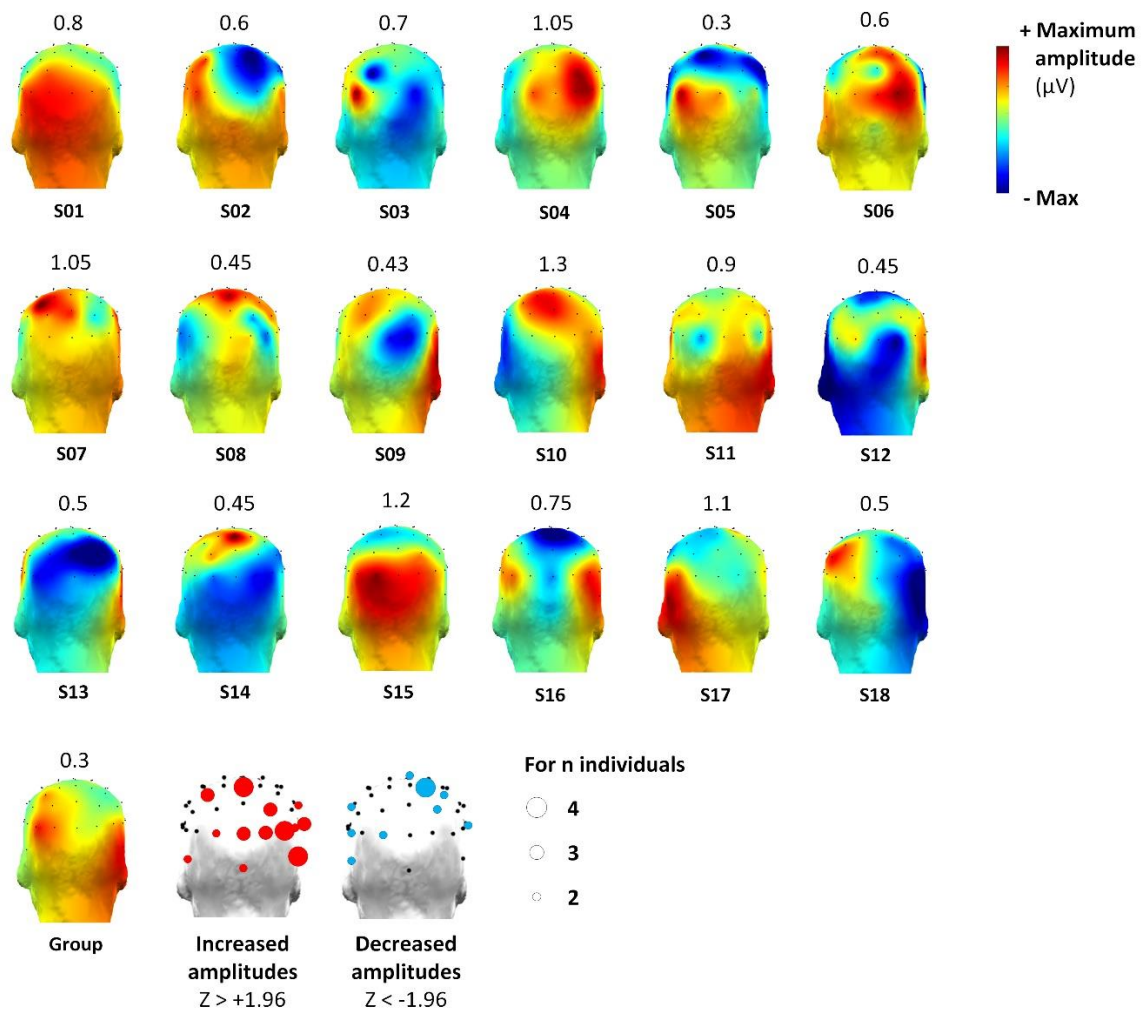 0.8 0.6 0.7 1.05 0.3 0.6
+ Maximum
amplitude
(µV)
- Max
S01 S02 S03 S04 S05 S06
1.05 0.45 0.43 1.3 0.9 0.45
S07 S08 S09 S10 S11 S12
0.5 0.45 1.2 0.75 1.1 0.5
S13 S14 S15 S16 S17 S18
0.3
For n individuals
4
3
2
Group
Increased
amplitudes
Z > +1.96
Decreased
amplitudes
Z < -1.96